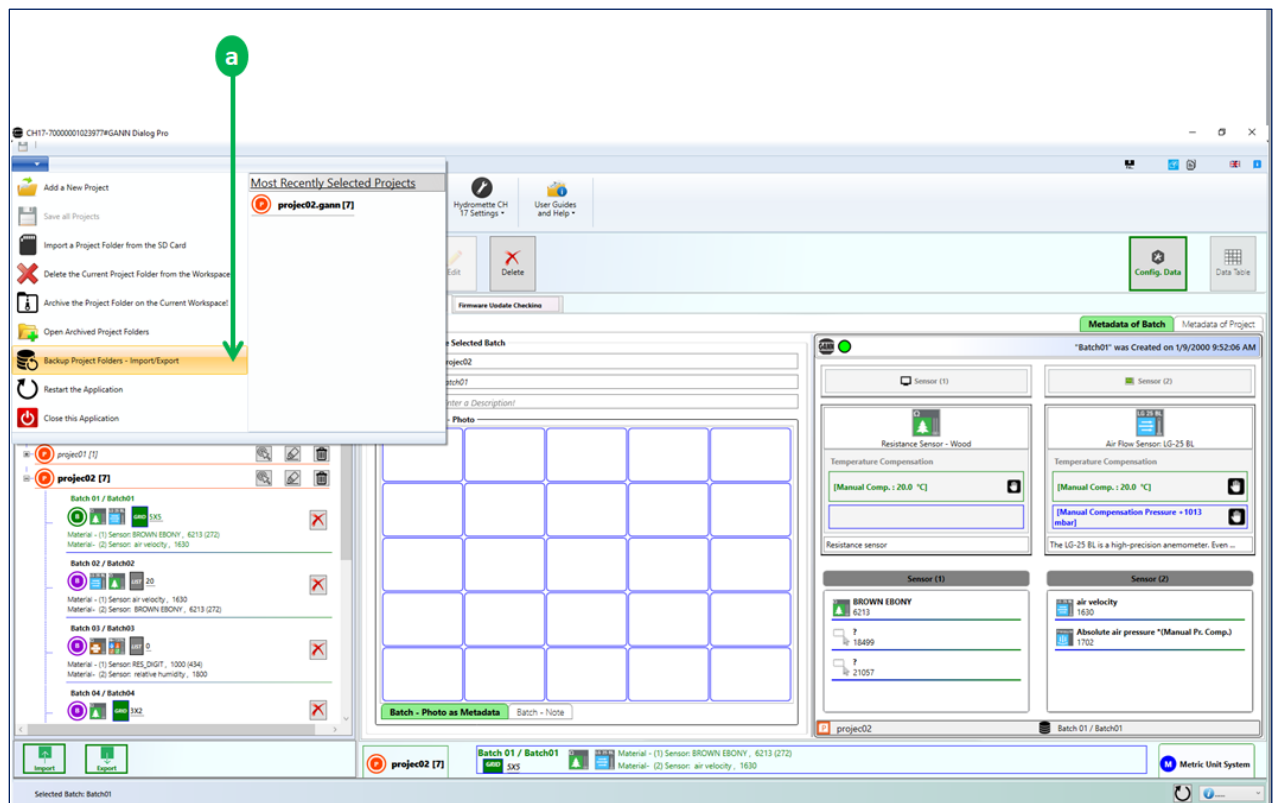 a
CH17-70000001023977#GANN Dialog Pro
Add a New Project
Save all Projects
Import a Project Folder from the SD Card
Delete the Current Project Folder from the Workspace
Archive the Project Folder on the Current Workspace!
Open Archived Project Folders
Backup Project Folders - Import/Export
Restart the Application
Close this Application
Most Recently Selected Projects
P projec02.gann [7]
Hydromette CH
17 Settings
User Guides
and Help
Edit
Delete
Config. Data
Data Table
Firmware Update Checking
Metadata of Batch
Metadata of Project
Selected Batch
projec02
Batch01
Enter a Description!
- Photo
Batch - Photo as Metadata
Batch - Note
"Batch01" was Created on 1/9/2000 9:52:06 AM
Sensor (1)
Sensor (2)
LG 25 BL
Resistance Sensor - Wood
Air Flow Sensor: LG-25 BL
Temperature Compensation
Temperature Compensation
[Manual Comp. : 20.0 °C]
[Manual Comp. : 20.0 °C]
[Manual Compensation Pressure =1013
mbar]
Resistance sensor
The LG-25 BL is a high-precision anemometer. Even ...
Sensor (1)
Sensor (2)
BROWN EBONY
6213
?
18499
?
21057
air velocity
1630
Absolute air pressure *(Manual Pr. Comp.)
1702
P projec02
Batch 01 / Batch01
P projec01 [1]
P projec02 [7]
Batch 01 / Batch01
B GRID 5X5
Material - (1) Sensor: BROWN EBONY , 6213 (272)
Material- (2) Sensor: air velocity , 1630
Batch 02 / Batch02
B LIST 20
Material - (1) Sensor: air velocity , 1630
Material- (2) Sensor: BROWN EBONY , 6213 (272)
Batch 03 / Batch03
B LIST 0
Material - (1) Sensor: RES_DIGIT , 1000 (434)
Material- (2) Sensor: relative humidity , 1800
Batch 04 / Batch04
B GRID 3X2
Import
Export
P projec02 [7]
Batch 01 / Batch01
GRID 5X5
Material - (1) Sensor: BROWN EBONY , 6213 (272)
Material- (2) Sensor: air velocity , 1630
M Metric Unit System
Selected Batch: Batch01